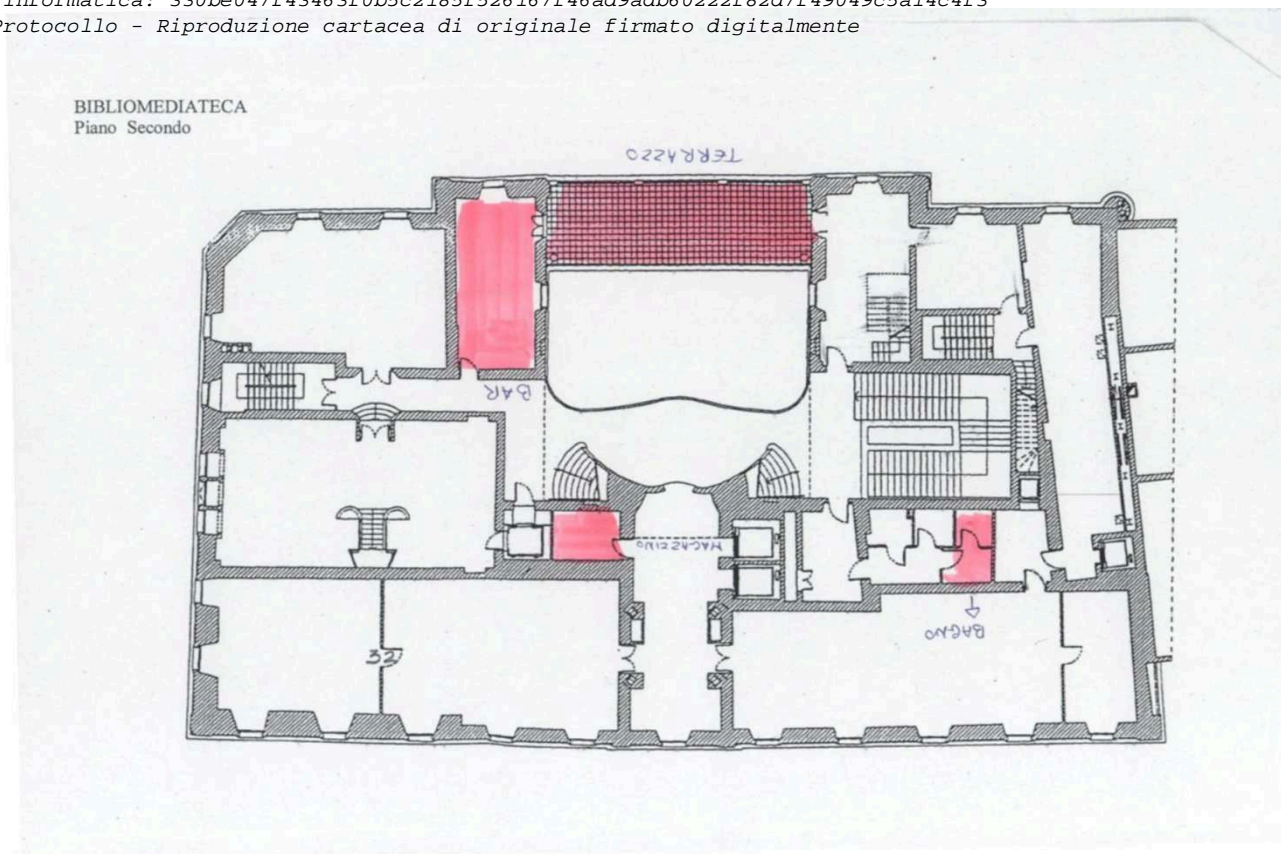 Protocollo - Riproduzione cartacea di originale firmato digitalmente
BIBLIOMEDIATECA
Piano Secondo
TERRAZZO
BAR
MAGAZZINO
BAGNO
32